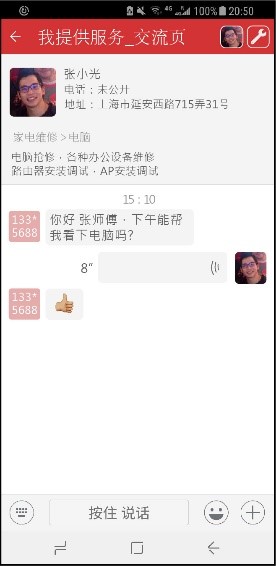 4G 100% 20:50
我提供服务_交流页
张小光
电话：未公开
地址：上海市延安西路715弄31号
家电维修 > 电脑
电脑抢修·各种办公设备维修
路由器安装调试·AP安装调试
15：10
133*
5688
你好 张师傅·下午能帮
我看下电脑吗?
8"
133*
5688
按住 说话